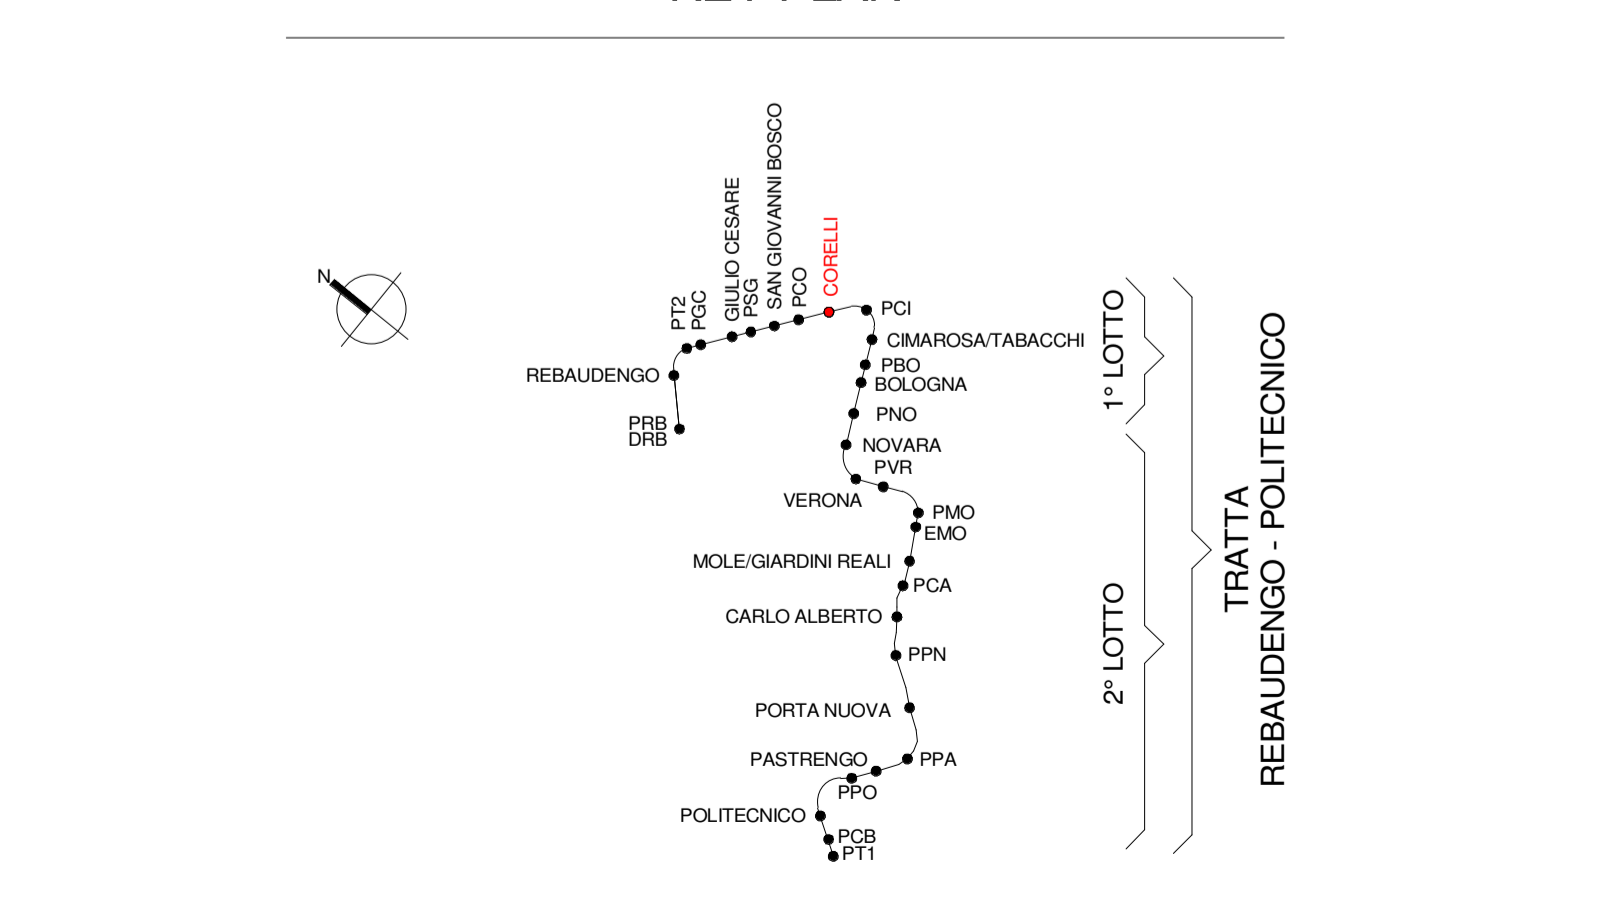 N
SAN GIOVANNI BOSCO
GIULIO CESARE
CORELLI
PCO
PSG
PGC
PT2
PCI
CIMAROSA/TABACCHI
REBAUDENGO
PBO
BOLOGNA
PNO
PRB
DRB
NOVARA
PVR
VERONA
PMO
EMO
MOLE/GIARDINI REALI
PCA
CARLO ALBERTO
PPN
PORTA NUOVA
PASTRENGO
PPA
PPO
POLITECNICO
PCB
PT1
1° LOTTO
2° LOTTO
TRATTA
REBAUDENGO - POLITECNICO